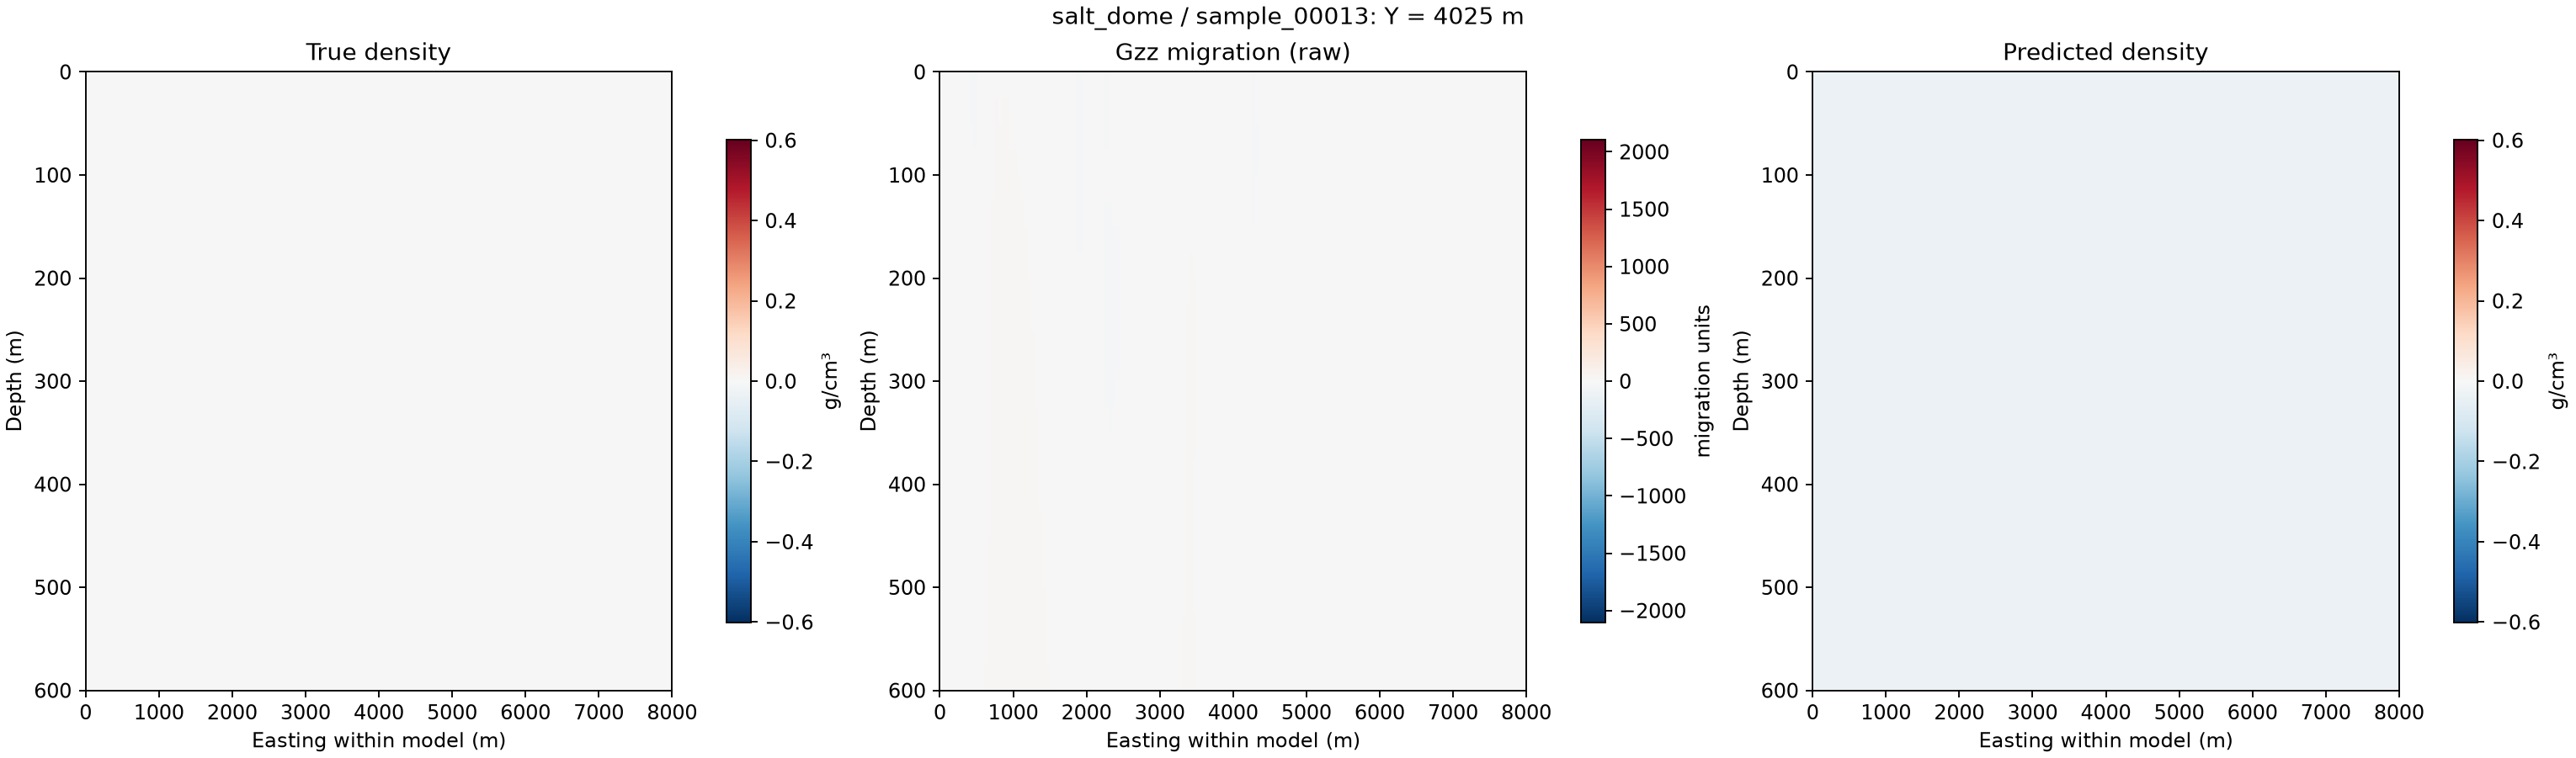 salt_dome / sample_00013: Y = 4025 m
True density
0
100
200
300
400
500
600
Depth (m)
0 1000 2000 3000 4000 5000 6000 7000 8000
Easting within model (m)
0.6
0.4
0.2
0.0
−0.2
−0.4
−0.6
g/cm³
Gzz migration (raw)
0
100
200
300
400
500
600
Depth (m)
0 1000 2000 3000 4000 5000 6000 7000 8000
Easting within model (m)
2000
1500
1000
500
0
−500
−1000
−1500
−2000
migration units
Predicted density
0
100
200
300
400
500
600
Depth (m)
0 1000 2000 3000 4000 5000 6000 7000 8000
Easting within model (m)
0.6
0.4
0.2
0.0
−0.2
−0.4
−0.6
g/cm³